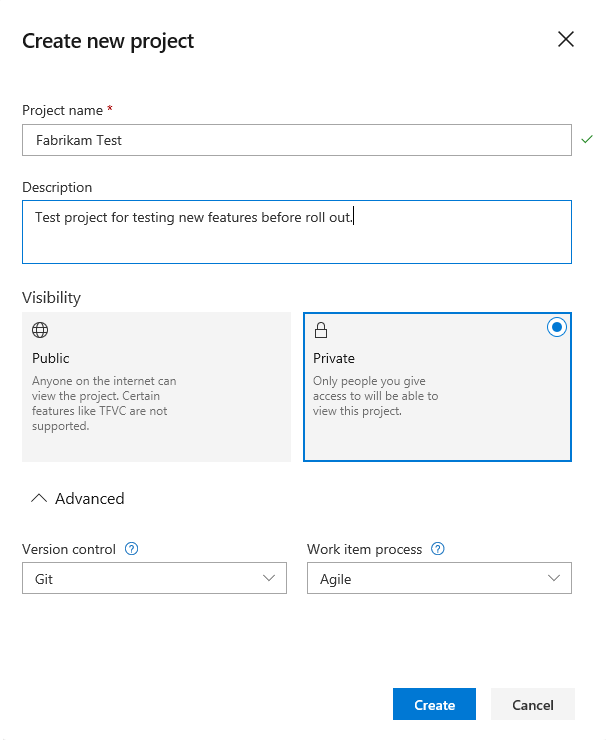 Create new project
Project name *
Fabrikam Test
Description
Test project for testing new features before roll out.
Visibility
Public
Anyone on the internet can
view the project. Certain
features like TFVC are not
supported.
Private
Only people you give
access to will be able to
view this project.
Advanced
Version control ?
Git
Work item process ?
Agile
Create
Cancel